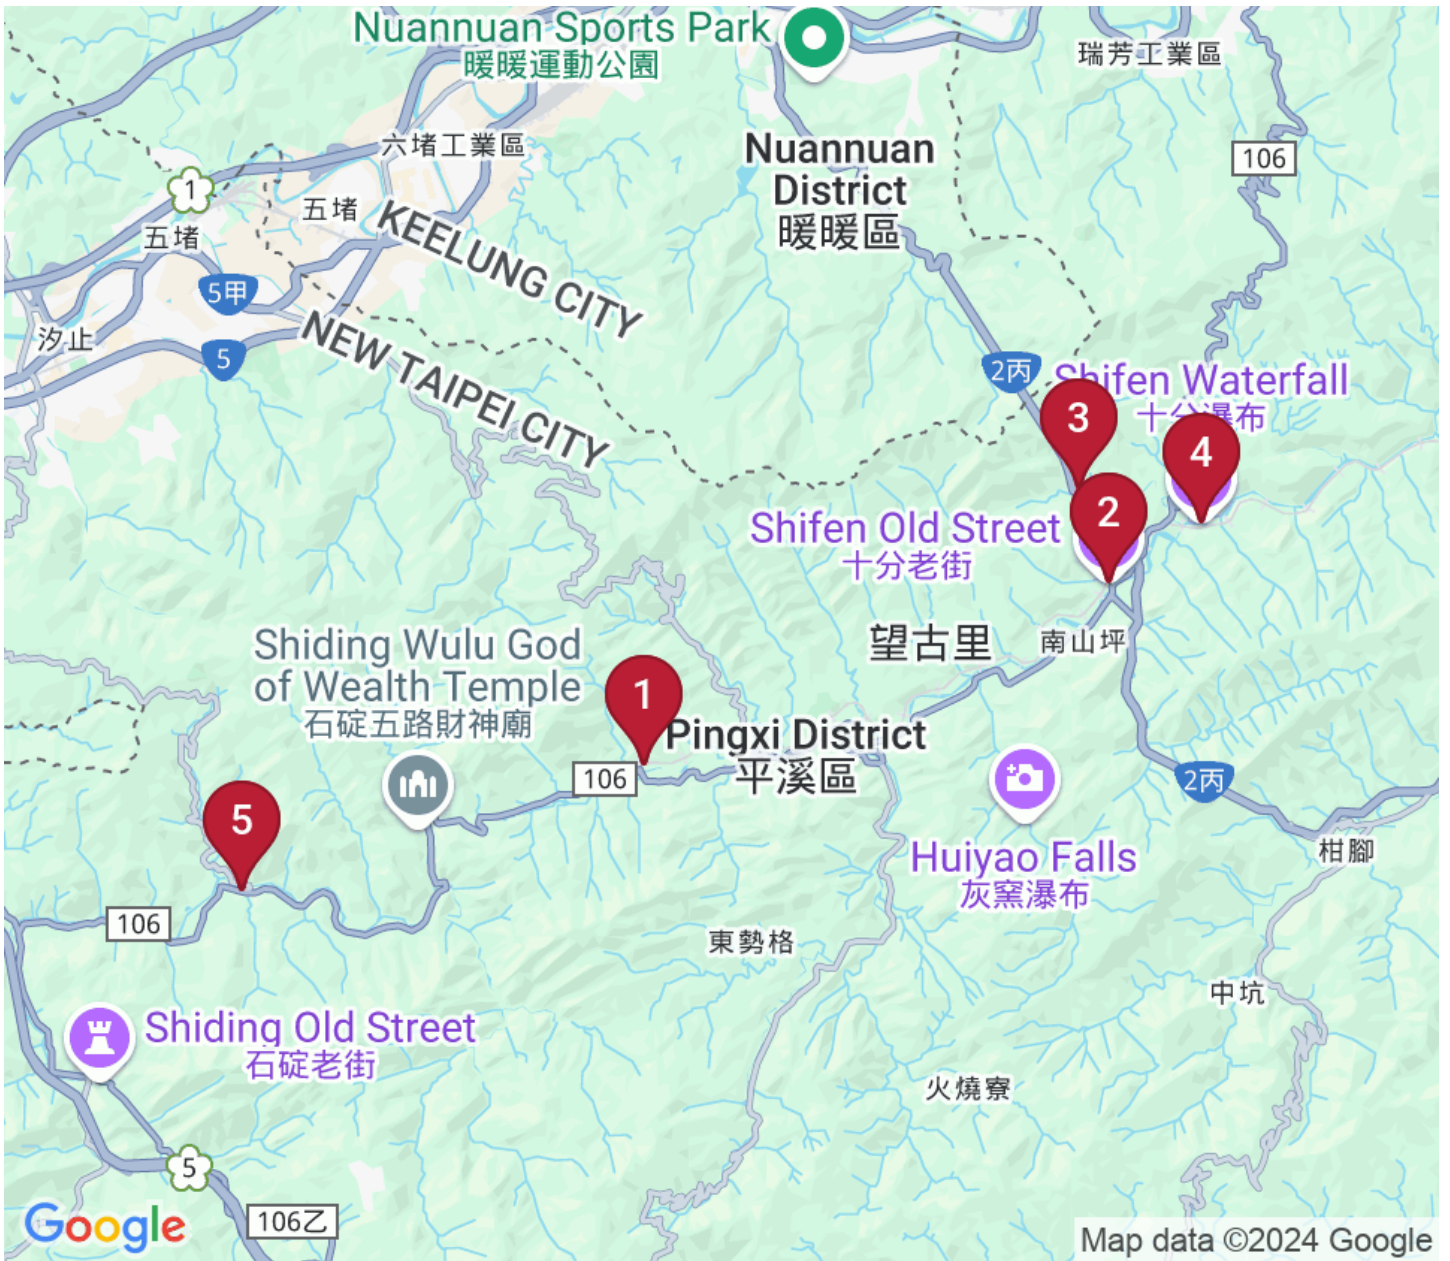 Nuannuan Sports Park
暖暖運動公園
瑞芳工業區
六堵工業區
Nuannuan
District
暖暖區
106
1
五堵
五堵
KEELUNG CITY
5甲
汐止
5
NEW TAIPEI CITY
2丙
Shifen Waterfall
十分瀑布
3
4
2
Shifen Old Street
十分老街
望古里
南山坪
Shiding Wulu God
of Wealth Temple
石碇五路財神廟
1
Pingxi District
平溪區
106
2丙
5
Huiyao Falls
灰窯瀑布
柑腳
106
東勢格
中坑
Shiding Old Street
石碇老街
火燒寮
5
106乙
Google
Map data ©2024 Google